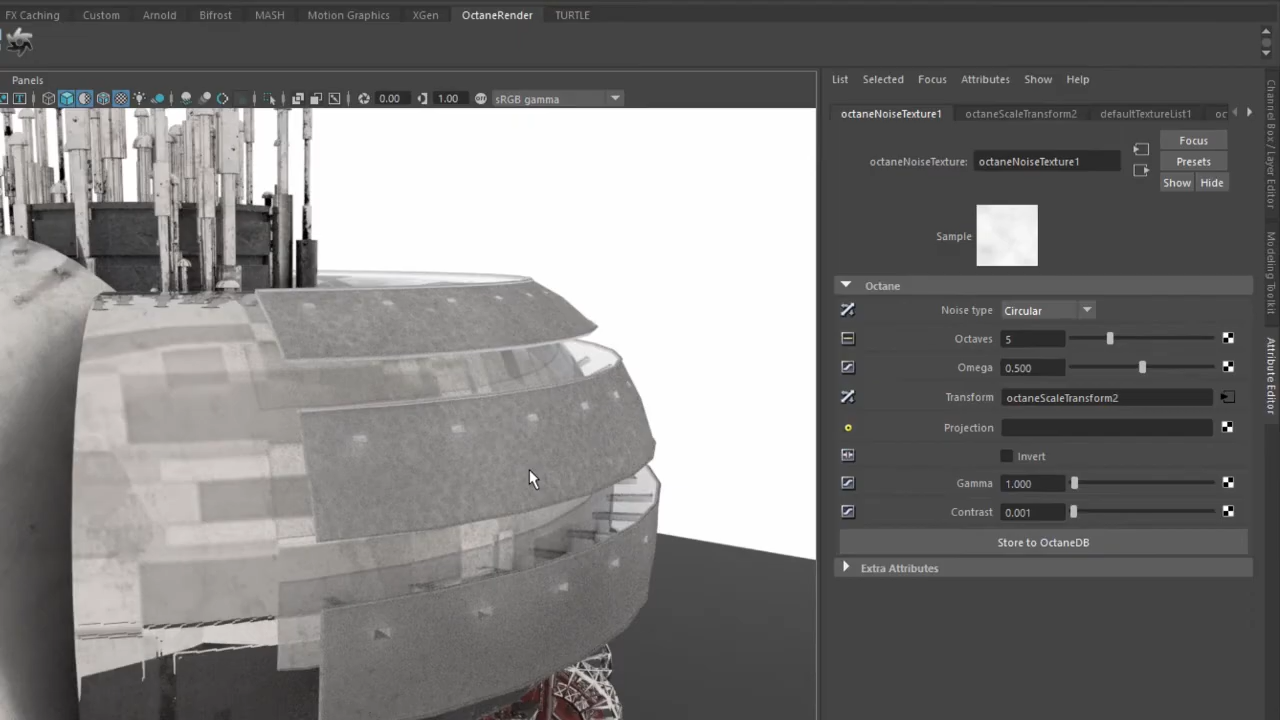 FX Caching Custom Arnold Bifrost MASH Motion Graphics XGen OctaneRender TURTLE
Panels
0.00 1.00 sRGB gamma
List Selected Focus Attributes Show Help
octaneNoiseTexture1 octaneScaleTransform2 defaultTextureList1 oc
Focus
octaneNoiseTexture: octaneNoiseTexture1
Presets
Show Hide
Sample
Octane
Noise type Circular
Octaves 5
Omega 0.500
Transform octaneScaleTransform2
Projection
Invert
Gamma 1.000
Contrast 0.001
Store to OctaneDB
Extra Attributes
Channel Box / Layer Editor
Modeling Toolkit
Attribute Editor